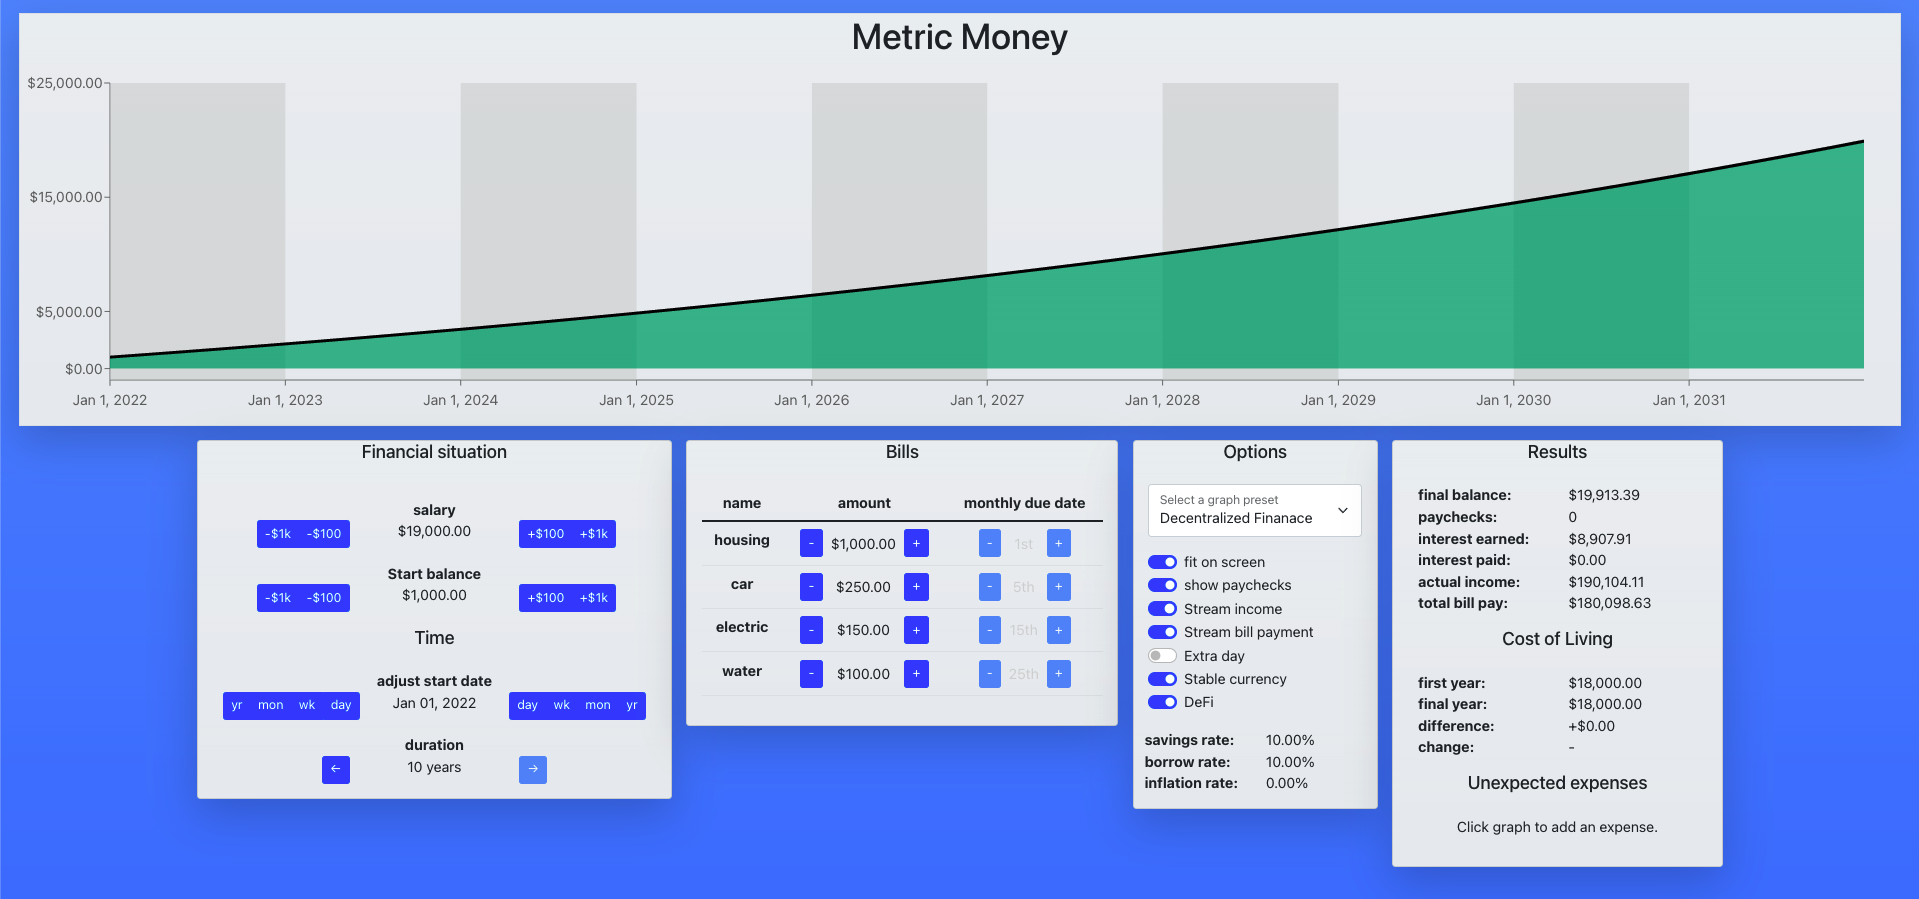 Metric Money
$25,000.00
$15,000.00
$5,000.00
$0.00
Jan 1, 2022 Jan 1, 2023 Jan 1, 2024 Jan 1, 2025 Jan 1, 2026 Jan 1, 2027 Jan 1, 2028 Jan 1, 2029 Jan 1, 2030 Jan 1, 2031
Financial situation
salary
-$1k -$100 $19,000.00 +$100 +$1k
Start balance
-$1k -$100 $1,000.00 +$100 +$1k
Time
adjust start date
yr mon wk day Jan 01, 2022 day wk mon yr
duration
← 10 years →
Bills
name amount monthly due date
housing - $1,000.00 + - 1st +
car - $250.00 + - 5th +
electric - $150.00 + - 15th +
water - $100.00 + - 25th +
Options
Select a graph preset
Decentralized Finanace
fit on screen
show paychecks
Stream income
Stream bill payment
Extra day
Stable currency
DeFi
savings rate: 10.00%
borrow rate: 10.00%
inflation rate: 0.00%
Results
final balance: $19,913.39
paychecks: 0
interest earned: $8,907.91
interest paid: $0.00
actual income: $190,104.11
total bill pay: $180,098.63
Cost of Living
first year: $18,000.00
final year: $18,000.00
difference: +$0.00
change: -
Unexpected expenses
Click graph to add an expense.